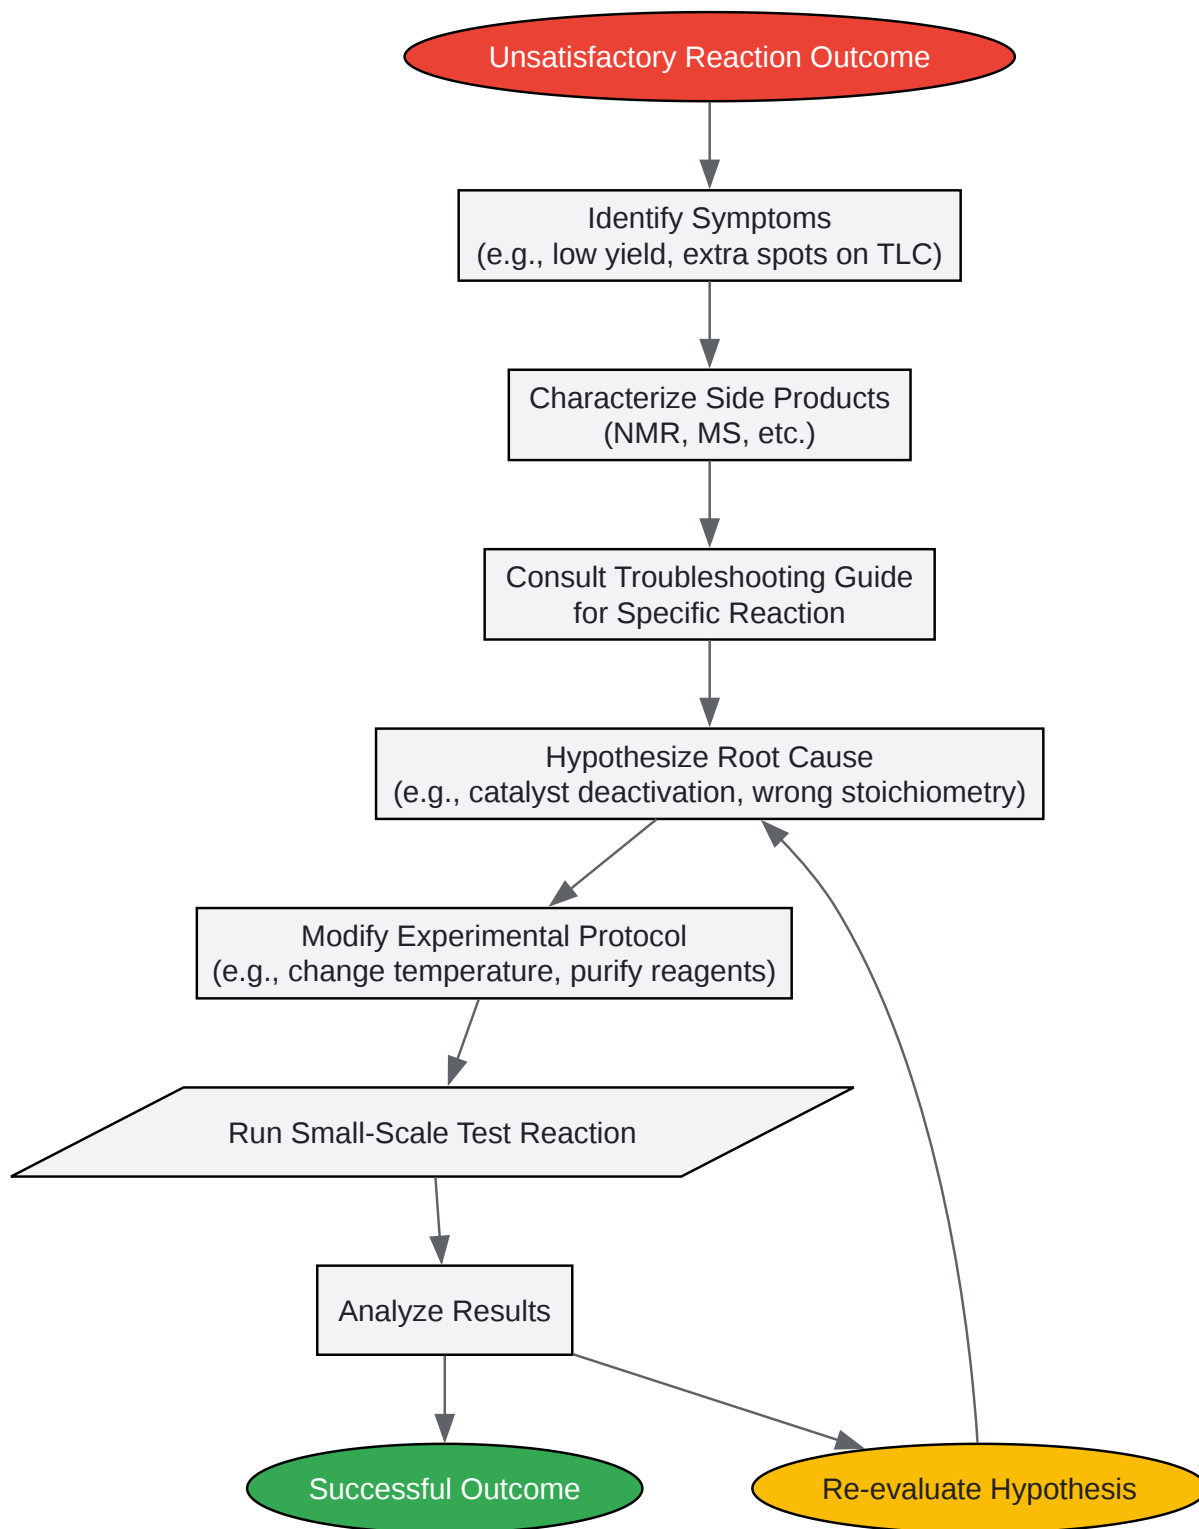 Unsatisfactory Reaction Outcome
Identify Symptoms
(e.g., low yield, extra spots on TLC)
Characterize Side Products
(NMR, MS, etc.)
Consult Troubleshooting Guide
for Specific Reaction
Hypothesize Root Cause
(e.g., catalyst deactivation, wrong stoichiometry)
Modify Experimental Protocol
(e.g., change temperature, purify reagents)
Run Small-Scale Test Reaction
Analyze Results
Successful Outcome
Re-evaluate Hypothesis